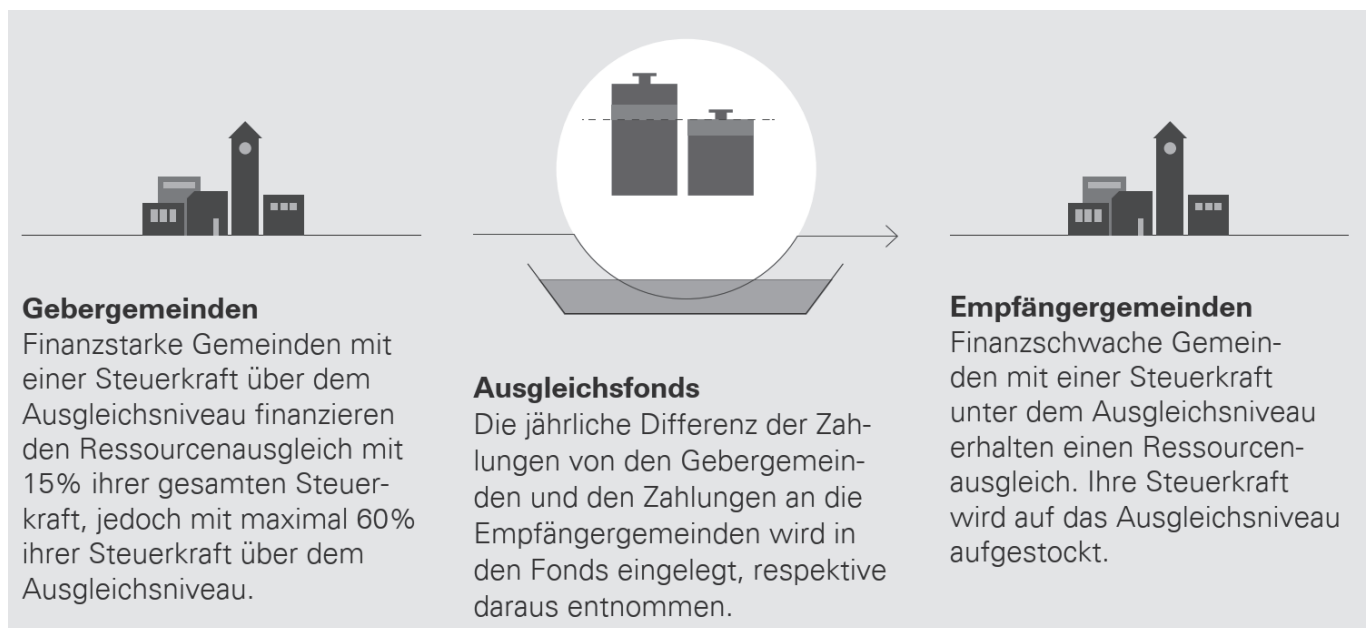 Gebergemeinden
Finanzstarke Gemeinden mit
einer Steuerkraft über dem
Ausgleichsniveau finanzieren
den Ressourcenausgleich mit
15% ihrer gesamten Steuer-
kraft, jedoch mit maximal 60%
ihrer Steuerkraft über dem
Ausgleichsniveau.
Ausgleichsfonds
Die jährliche Differenz der Zah-
lungen von den Gebergemein-
den und den Zahlungen an die
Empfängergemeinden wird in
den Fonds eingelegt, respektive
daraus entnommen.
Empfängergemeinden
Finanzschwache Gemein-
den mit einer Steuerkraft
unter dem Ausgleichsniveau
erhalten einen Ressourcen-
ausgleich. Ihre Steuerkraft
wird auf das Ausgleichsniveau
aufgestockt.